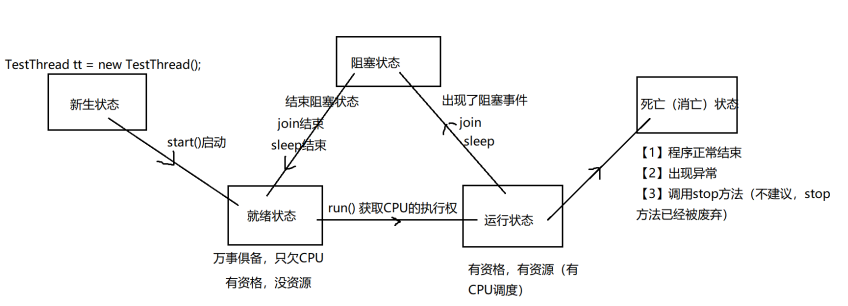 TestThread tt = new TestThread();
新生状态
阻塞状态
死亡（消亡）状态
start()启动
结束阻塞状态
join结束
sleep结束
出现了阻塞事件
join
sleep
【1】程序正常结束
【2】出现异常
【3】调用stop方法（不建议，stop
方法已经被废弃）
就绪状态
run() 获取CPU的执行权
运行状态
万事俱备，只欠CPU
有资格，没资源
有资格，有资源（有
CPU调度）